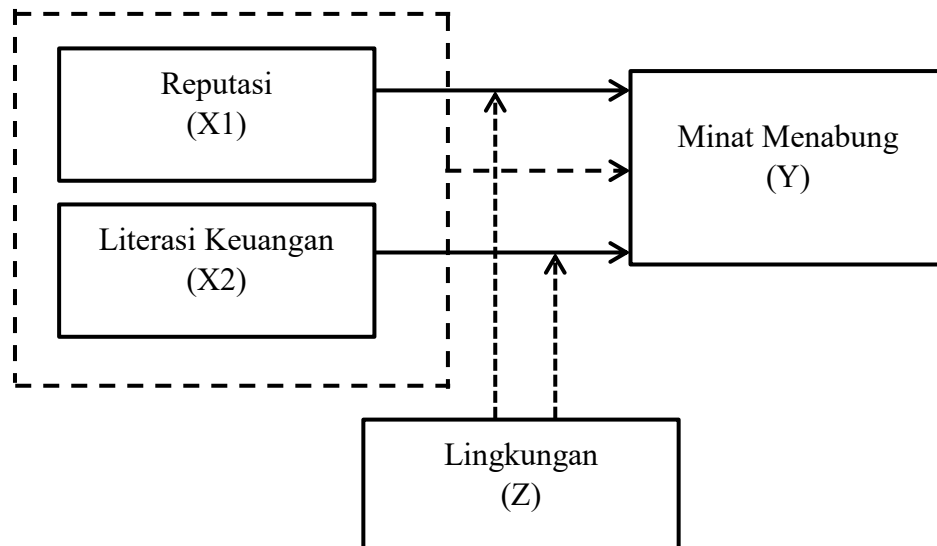 Reputasi
(X1)
Minat Menabung
(Y)
Literasi Keuangan
(X2)
Lingkungan
(Z)